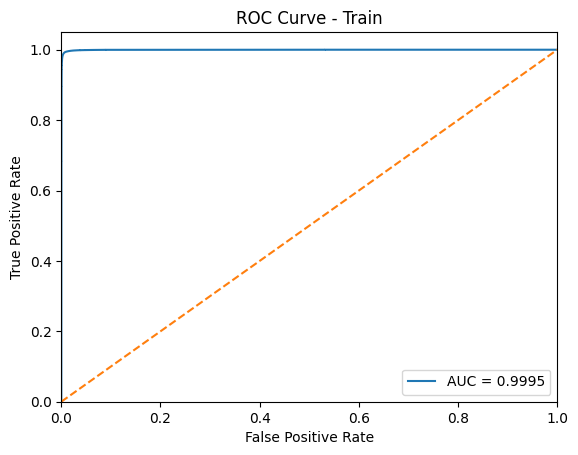 ROC Curve - Train
True Positive Rate
1.0
0.8
0.6
0.4
0.2
0.0
AUC = 0.9995
0.0 0.2 0.4 0.6 0.8 1.0
False Positive Rate